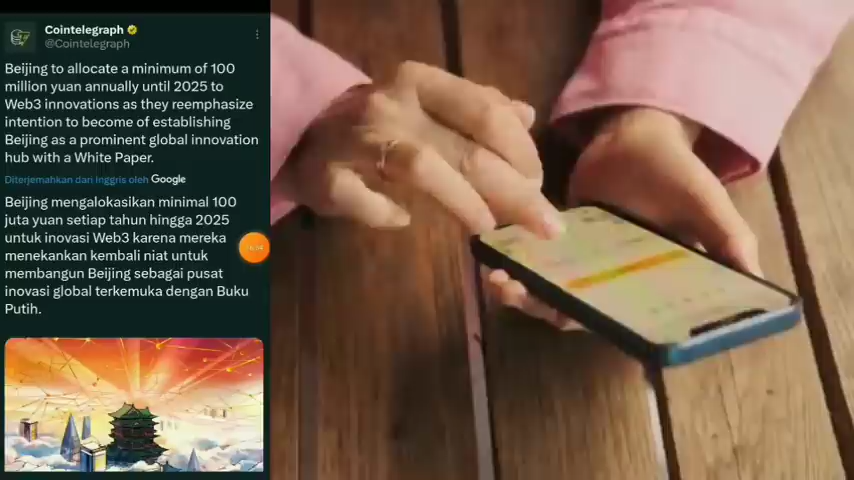 Cointelegraph
@Cointelegraph
Beijing to allocate a minimum of 100
million yuan annually until 2025 to
Web3 innovations as they reemphasize
intention to become of establishing
Beijing as a prominent global innovation
hub with a White Paper.
Diterjemahkan dari Inggris oleh Google
Beijing mengalokasikan minimal 100
juta yuan setiap tahun hingga 2025
untuk inovasi Web3 karena mereka
menekankan kembali niat untuk
membangun Beijing sebagai pusat
inovasi global terkemuka dengan Buku
Putih.